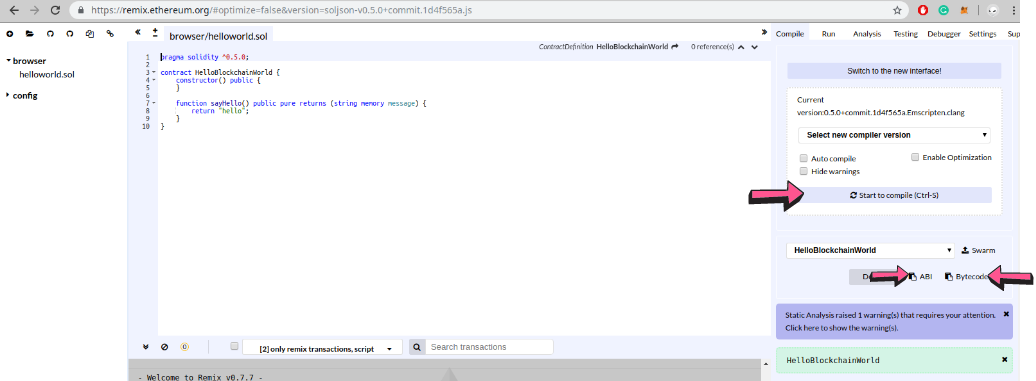 https://remix.ethereum.org/#optimize=false&version=soljson-v0.5.0+commit.1d4f565a.js
browser
helloworld.sol
config
browser/helloworld.sol
ContractDefinition HelloBlockchainWorld 0 reference(s)
1 pragma solidity ^0.5.0;
2
3 contract HelloBlockchainWorld {
4 constructor() public {
5 }
6
7 function sayHello() public pure returns (string memory message) {
8 return "hello";
9 }
10 }
0
[2] only remix transactions, script
Search transactions
- Welcome to Remix v0.7.7 -
Compile Run Analysis Testing Debugger Settings Sup
Switch to the new interface!
Current
version:0.5.0+commit.1d4f565a.Emscripten.clang
Select new compiler version
Auto compile Enable Optimization
Hide warnings
Start to compile (Ctrl-S)
HelloBlockchainWorld Swarm
ABI Bytecode
Static Analysis raised 1 warning(s) that requires your attention.
Click here to show the warning(s).
HelloBlockchainWorld